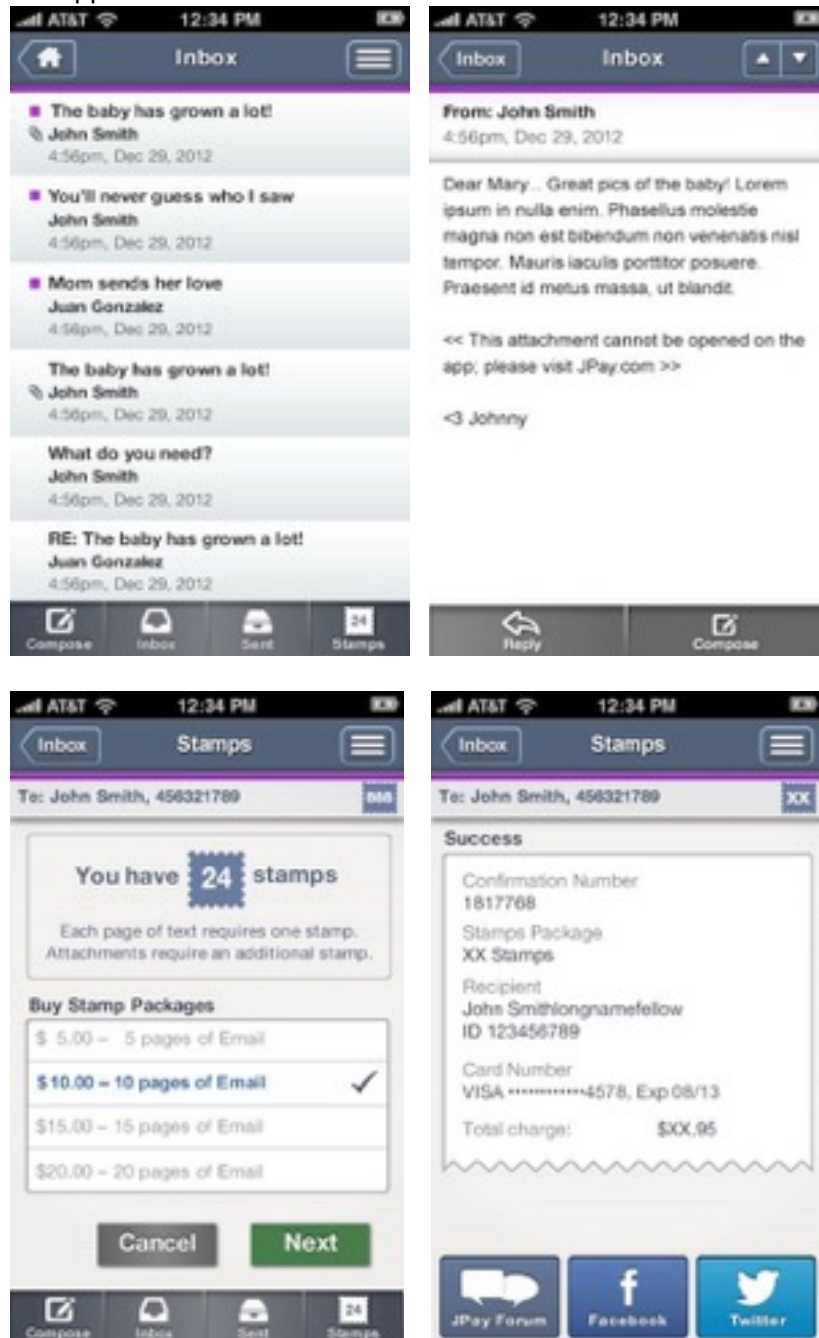 AT&T 12:34 PM
Inbox
The baby has grown a lot!
John Smith
4:56pm, Dec 29, 2012
You'll never guess who I saw
John Smith
4:56pm, Dec 29, 2012
Mom sends her love
Juan Gonzalez
4:56pm, Dec 29, 2012
The baby has grown a lot!
John Smith
4:56pm, Dec 29, 2012
What do you need?
John Smith
4:56pm, Dec 29, 2012
RE: The baby has grown a lot!
Juan Gonzalez
4:56pm, Dec 29, 2012
24
Compose Inbox Sent Stamps
AT&T 12:34 PM
Inbox Inbox
From: John Smith
4:56pm, Dec 29, 2012
Dear Mary... Great pics of the baby! Lorem
ipsum in nulla enim. Phasellus molestie
magna non est bibendum non venenatis nisl
tempor. Mauris iaculis porttitor posuere.
Praesent id metus massa, ut blandit.
<< This attachment cannot be opened on the
app; please visit JPay.com >>
<3 Johnny
Reply Compose
AT&T 12:34 PM
Inbox Stamps
To: John Smith, 456321789
You have 24 stamps
Each page of text requires one stamp.
Attachments require an additional stamp.
Buy Stamp Packages
$ 5.00 – 5 pages of Email
$10.00 – 10 pages of Email
$15.00 – 15 pages of Email
$20.00 – 20 pages of Email
Cancel Next
24
Compose Inbox Sent Stamps
AT&T 12:34 PM
Inbox Stamps
To: John Smith, 456321789 XX
Success
Confirmation Number
1817768
Stamps Package
XX Stamps
Recipient
John Smithlongnamefellow
ID 123456789
Card Number
VISA ••••••••••••4578, Exp 08/13
Total charge: $XX.95
JPay Forum Facebook Twitter